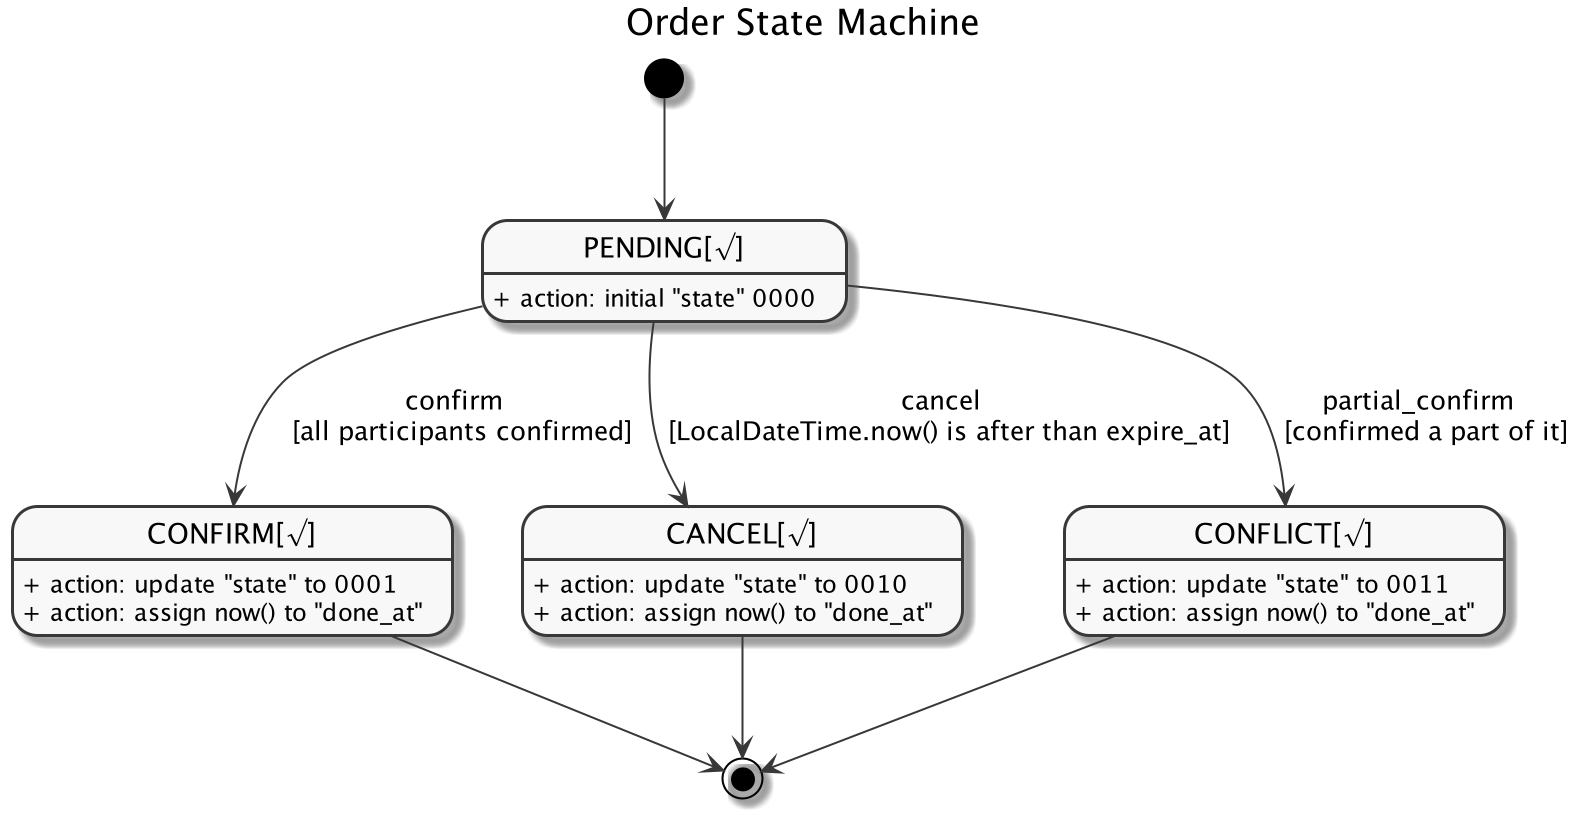 Order State Machine
PENDING[√]
+ action: initial "state" 0000
confirm
[all participants confirmed]
cancel
[LocalDateTime.now() is after than expire_at]
partial_confirm
[confirmed a part of it]
CONFIRM[√]
+ action: update "state" to 0001
+ action: assign now() to "done_at"
CANCEL[√]
+ action: update "state" to 0010
+ action: assign now() to "done_at"
CONFLICT[√]
+ action: update "state" to 0011
+ action: assign now() to "done_at"